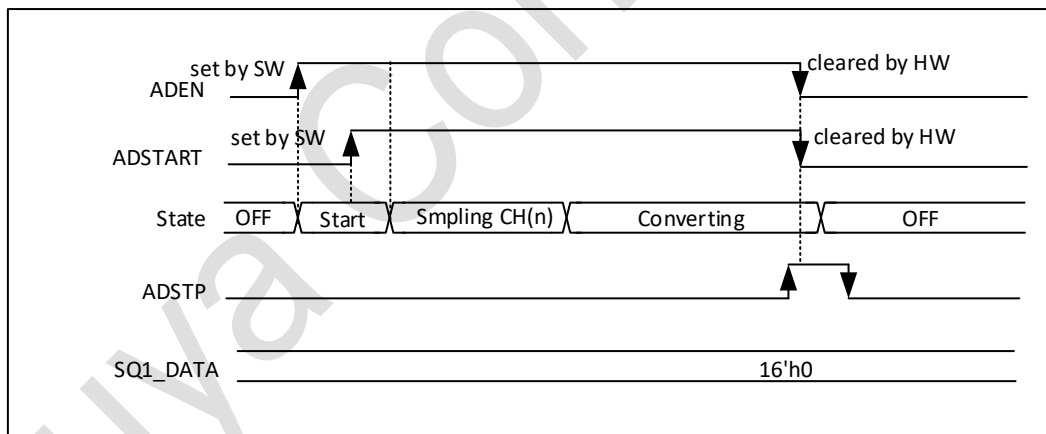 set by SW
cleared by HW
ADEN
set by SW
cleared by HW
ADSTART
State OFF Start Smpling CH(n) Converting OFF
ADSTP
SQ1_DATA 16'h0